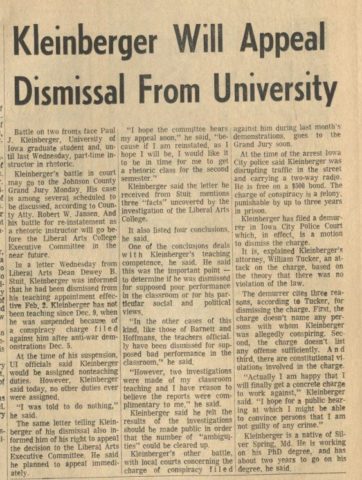 Kleinberger Will Appeal
Dismissal From University
Battle on two fronts face Paul
J. Kleinberger, University of
Iowa graduate student and, un-
til last Wednesday, part-time in-
structor in rhetoric.
Kleinberger's battle in court
may go to the Johnson County
Grand Jury Monday. His case
is among several scheduled to
be discussed, according to Coun-
ty Atty. Robert W. Jansen. And
his battle for re-instatement as
a rhetoric instructor will go be-
fore the Liberal Arts College
Executive Committee in the
near future.
In a letter Wednesday from
Liberal Arts Dean Dewey B.
Stuit, Kleinberger was informed
that he had been dismissed from
his teaching appointment effec-
tive Feb. 2. Kleinberger has not
been teaching since Dec. 9, when
he was suspended because of
a conspiracy charge filed
against him after anti-war dem-
onstrations Dec. 5.
At the time of his suspension,
UI officials said Kleinberger
would be assigned nonteaching
duties. However, Kleinberger
said today, no other duties ever
were assigned.
"I was told to do nothing,"
he said.
The same letter telling Klein-
berger of his dismissal also in-
formed him of his right to appeal
the decision to the Liberal Arts
Executive Committee. He said
he planned to appeal immedi-
ately.
"I hope the committee hears
my appeal soon," he said, "be-
cause if I am reinstated, as I
hope I will be, I would like it
to be in time for me to get
a rhetoric class for the second
semester."
Kleinberger said the letter he
received from Stuit mentions
three "facts" uncovered by the
investigation of the Liberal Arts
College.
It also listed four conclusions,
he said.
One of the conclusions deals
with Kleinberger's teaching
competence, he said. He said
this was the important point —
to determine if he was dismissed
for supposed poor performance
in the classroom or for his par-
ticular social and political
views.
"In the other cases of this
kind, like those of Barnett and
Hoffmans, the teachers official-
ly have been dismissed for sup-
posed bad performance in the
classroom," he said.
"However, two investigations
were made of my classroom
teaching and I have reason to
believe the reports were com-
plimentary to me," he said.
Kleinberger said he felt the
results of the investigations
should be made public in order
that the number of "ambigu-
ities" could be cleared up.
Kleinberger's other battle,
with local courts concerning the
charge of conspiracy filed
against him during last month's
demonstrations, goes to the
Grand Jury soon.
At the time of the arrest Iowa
City police said Kleinberger was
disrupting traffic in the street
and carrying a two-way radio.
He is free on a $500 bond. The
charge of conspiracy is a felony,
punishable by up to three years
in prison.
Kleinberger has filed a demur-
rer in Iowa City Police Court
which, in effect, is a motion
to dismiss the charge.
It is, explained Kleinberger's
attorney, William Tucker, an at-
tack on the charge, based on
the theory that there was no
violation of the law.
The demurrer cites three rea-
sons, according to Tucker, for
dismissing the charge. First, the
charge doesn't name any per-
sons with whom Kleinberger
was allegedly conspiring. Sec-
ond, the charge doesn't list
any offense sufficiently. And
third, there are constitutional vi-
olations involved in the charge.
"Actually I am happy that I
will finally get a concrete charge
to work against," Kleinberger
said. "I hope for a public hear-
ing at which I might be able
to convince persons that I am
not guilty of any crime."
Kleinberger is a native of Sil-
ver Spring, Md. He is working
on his PhD degree, and has
about two years to go on his
degree, he said.